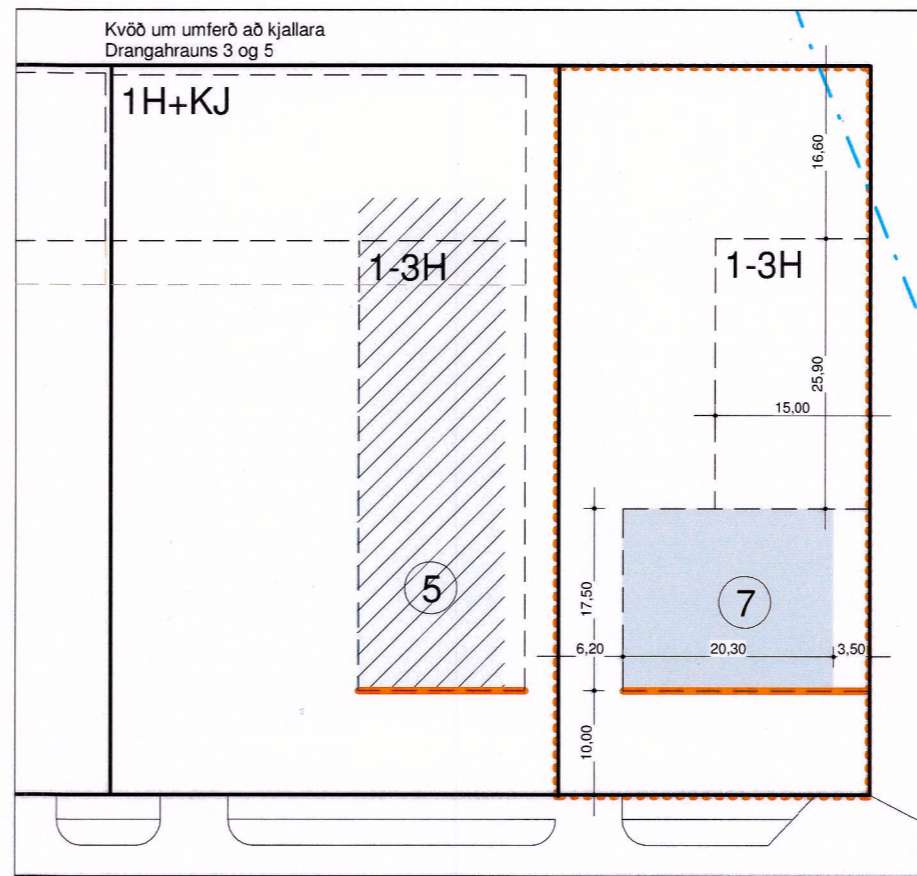 Kvöð um umferð að kjallara
Drangahrauns 3 og 5
1H+KJ
16,60
1-3H
1-3H
25,90
15,00
17,50
5
7
6,20
20,30
3,50
10,00